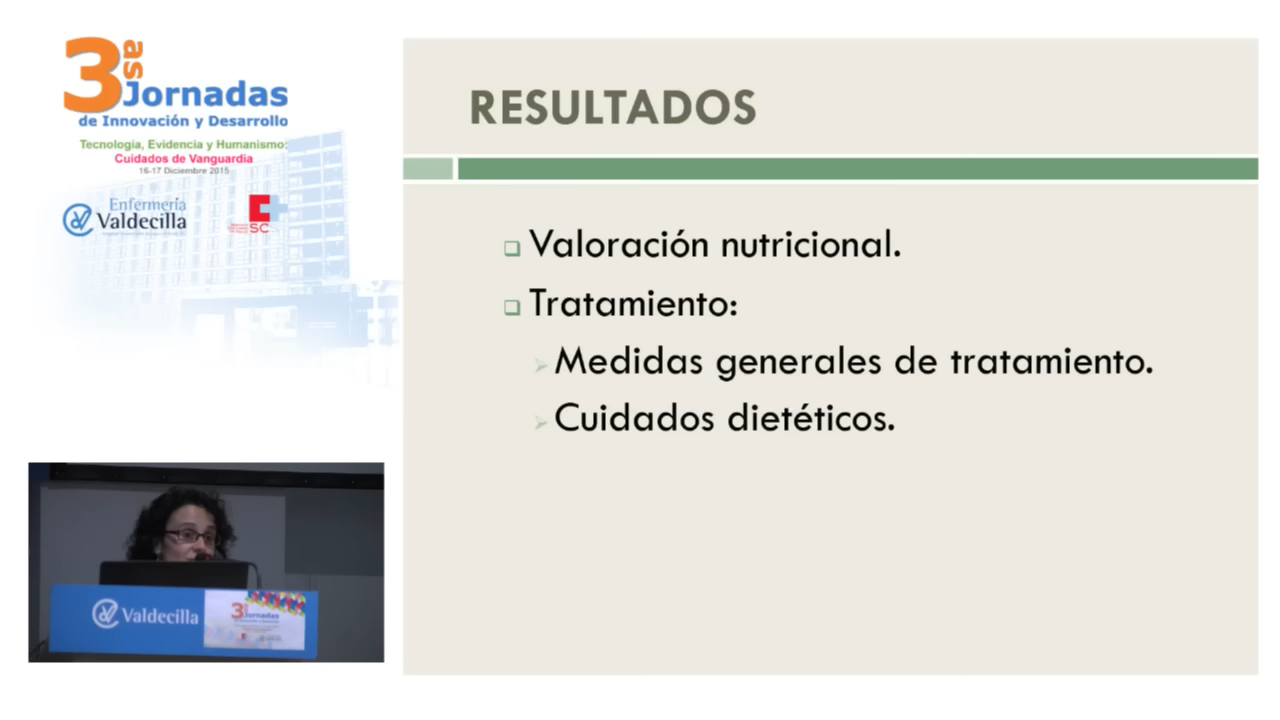 3as
Jornadas
de Innovación y Desarrollo
Tecnología, Evidencia y Humanismo:
Cuidados de Vanguardia
16-17 Diciembre 2015
Enfermería
Valdecilla
SC
RESULTADOS
Valoración nutricional.
Tratamiento:
Medidas generales de tratamiento.
Cuidados dietéticos.
Valdecilla
3as
Jornadas